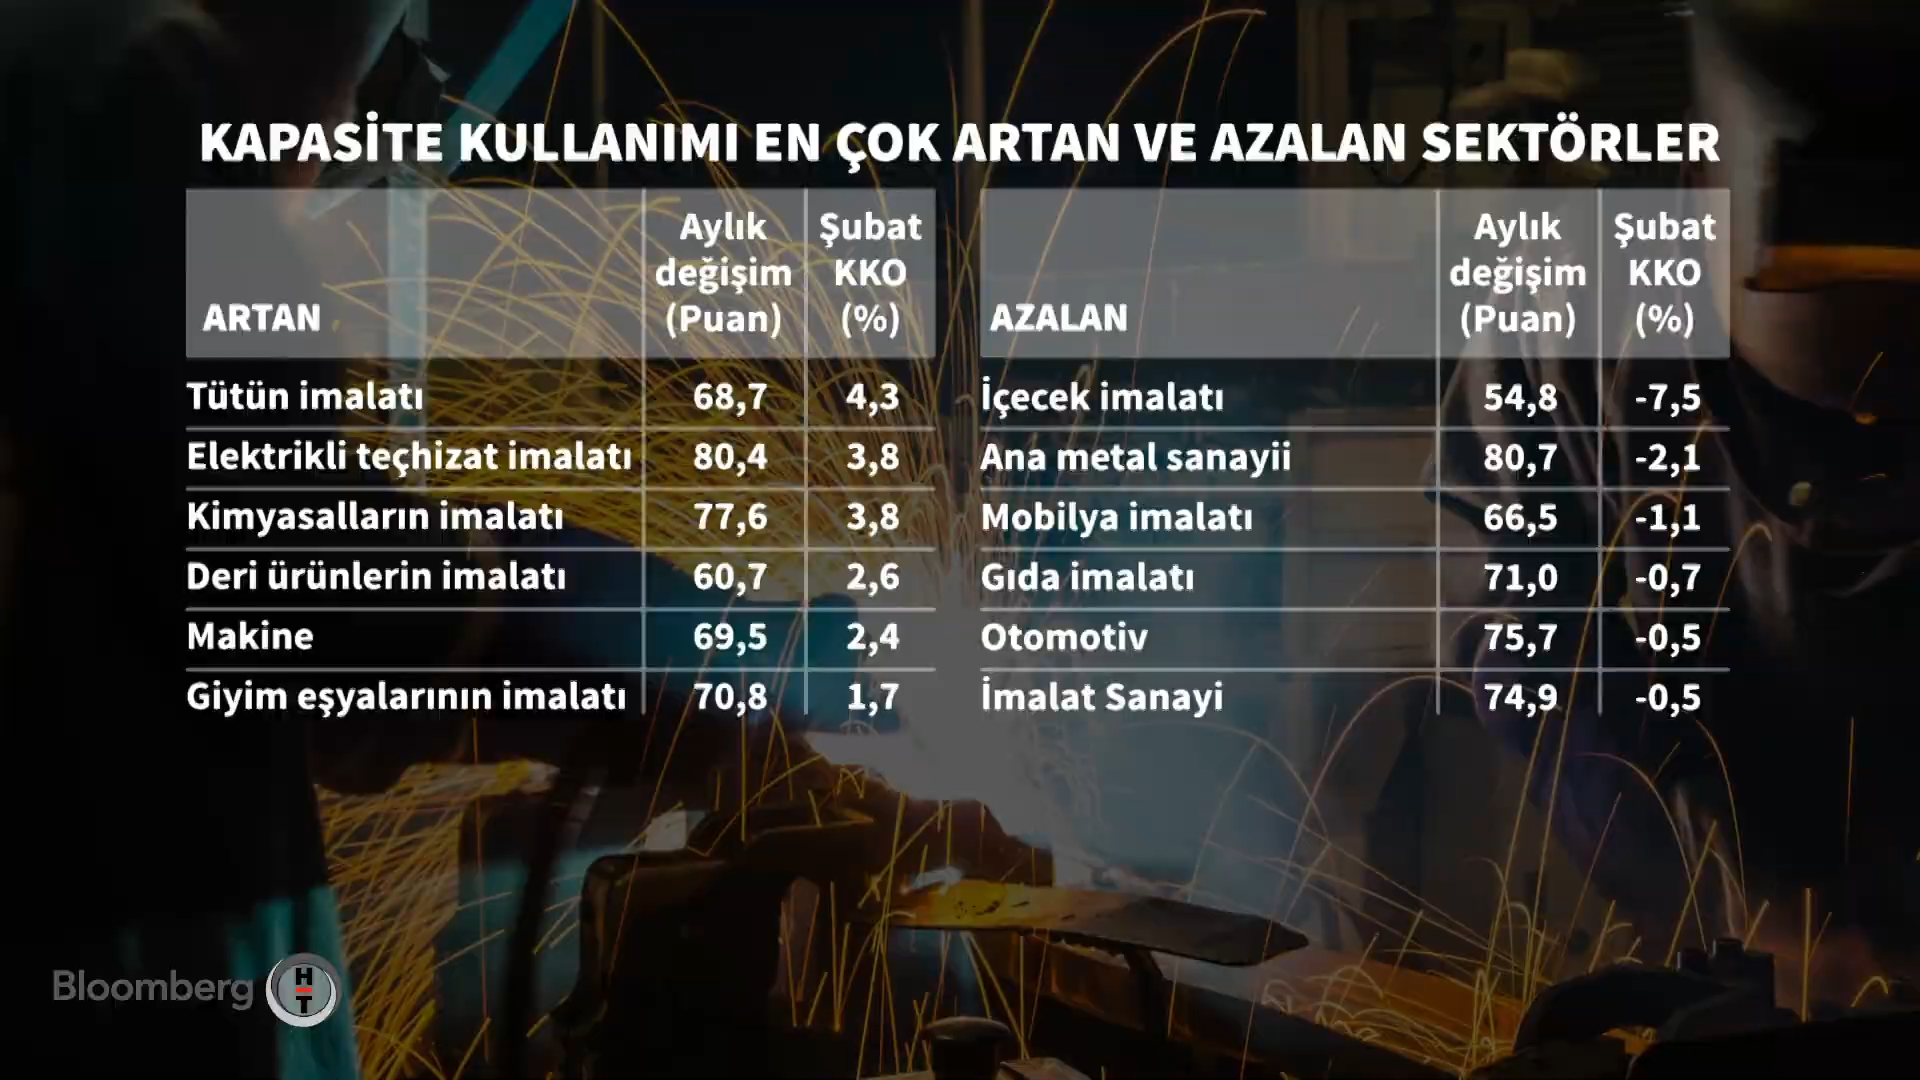 KAPASİTE KULLANIMI EN ÇOK ARTAN VE AZALAN SEKTÖRLER
ARTAN Aylık değişim (Puan) Şubat KKO (%)
Tütün imalatı 68,7 4,3
Elektrikli teçhizat imalatı 80,4 3,8
Kimyasalların imalatı 77,6 3,8
Deri ürünlerin imalatı 60,7 2,6
Makine 69,5 2,4
Giyim eşyalarının imalatı 70,8 1,7
AZALAN Aylık değişim (Puan) Şubat KKO (%)
İçecek imalatı 54,8 -7,5
Ana metal sanayii 80,7 -2,1
Mobilya imalatı 66,5 -1,1
Gıda imalatı 71,0 -0,7
Otomotiv 75,7 -0,5
İmalat Sanayi 74,9 -0,5
Bloomberg HT